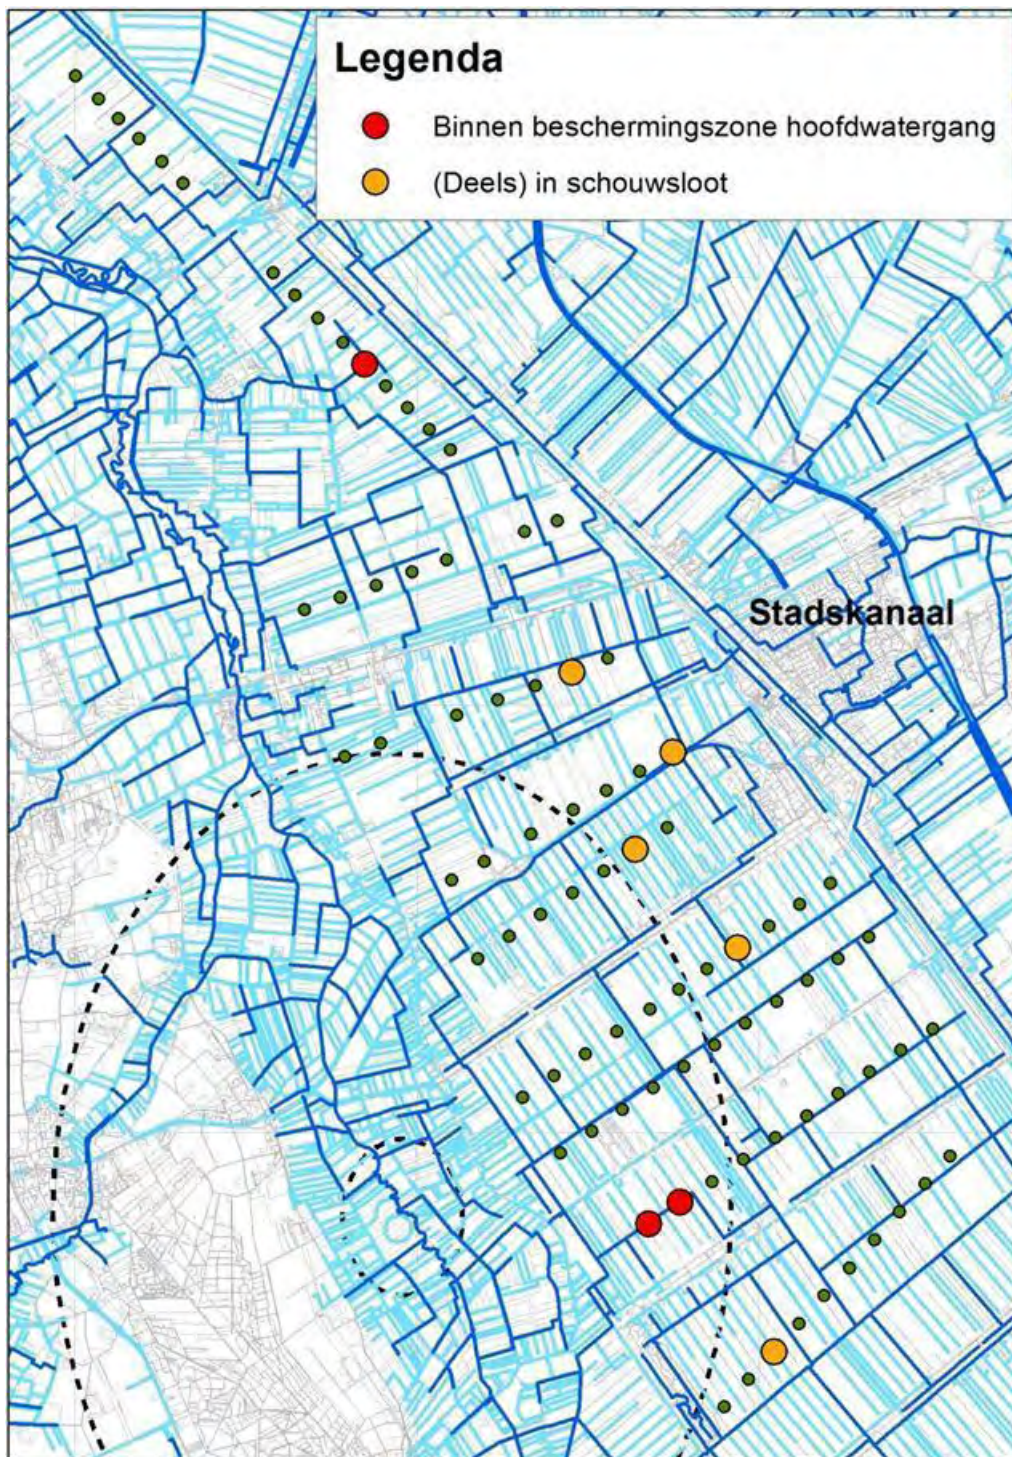 Legenda
Binnen beschermingszone hoofdwatergang
(Deels) in schouwsloot
Stadskanaal